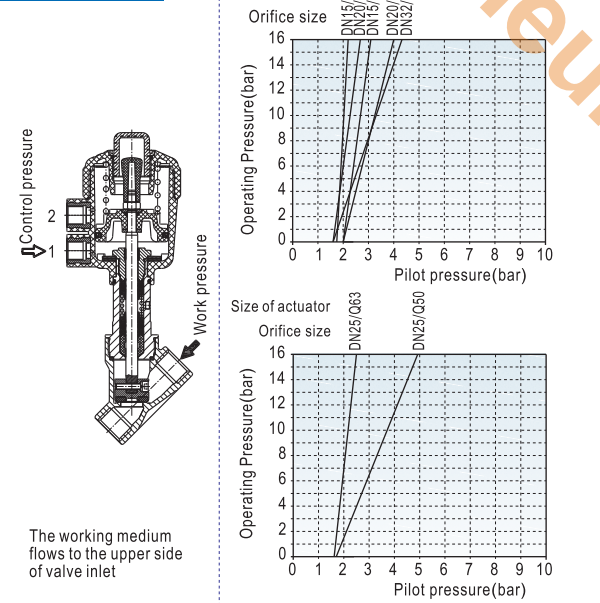 Control pressure
2
1
Work pressure
The working medium
flows to the upper side
of valve inlet
Orifice size
DN15/
DN20/
DN15/
DN20/
DN32/
Operating Pressure(bar)
16
14
12
10
8
6
4
2
0
0 1 2 3 4 5 6 7 8 9 10
Pilot pressure(bar)
Size of actuator
Orifice size
DN25/Q63
DN25/Q50
Operating Pressure(bar)
16
14
12
10
8
6
4
2
0
0 1 2 3 4 5 6 7 8 9 10
Pilot pressure(bar)